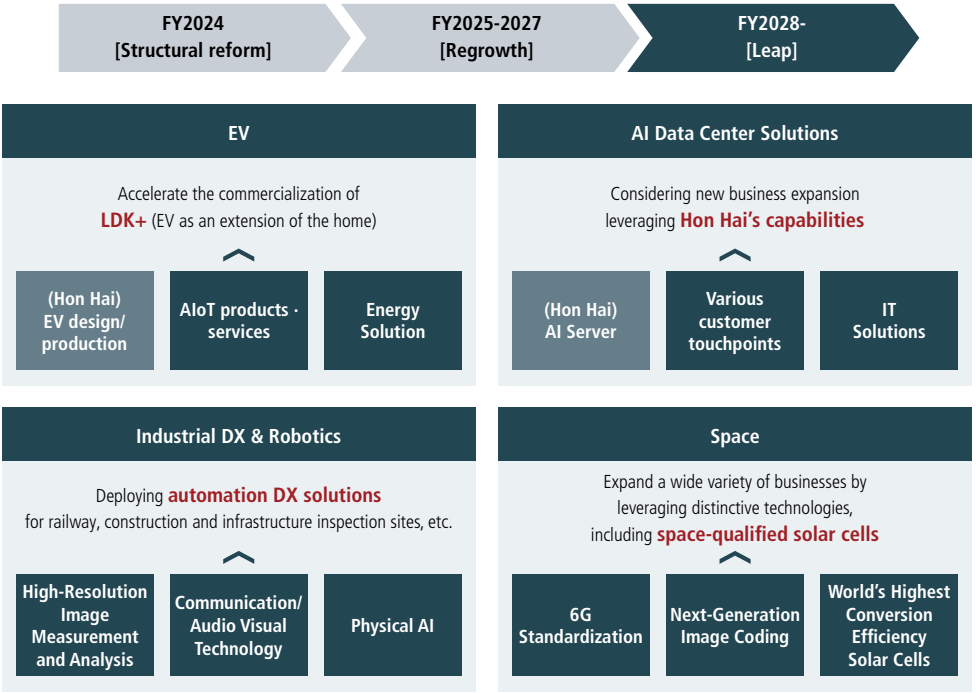 FY2024
[Structural reform]
FY2025-2027
[Regrowth]
FY2028-
[Leap]
EV
Accelerate the commercialization of
LDK+ (EV as an extension of the home)
(Hon Hai)
EV design/
production
AIoT products ·
services
Energy
Solution
AI Data Center Solutions
Considering new business expansion
leveraging Hon Hai's capabilities
(Hon Hai)
AI Server
Various
customer
touchpoints
IT
Solutions
Industrial DX & Robotics
Deploying automation DX solutions
for railway, construction and infrastructure inspection sites, etc.
High-Resolution
Image
Measurement
and Analysis
Communication/
Audio Visual
Technology
Physical AI
Space
Expand a wide variety of businesses by
leveraging distinctive technologies,
including space-qualified solar cells
6G
Standardization
Next-Generation
Image Coding
World's Highest
Conversion
Efficiency
Solar Cells